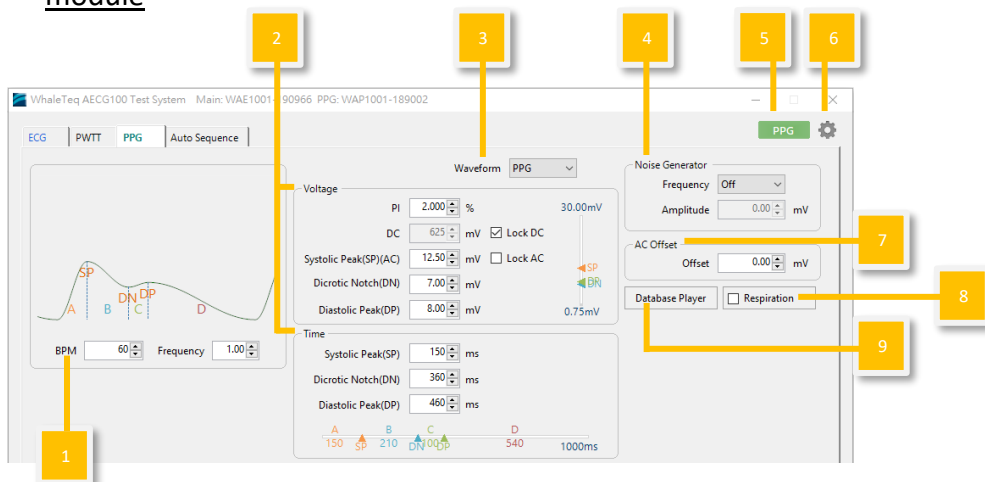 module
2
3
4
5
6
WhaleTeq AECG100 Test System Main: WAE1001-190966 PPG: WAP1001-189002
ECG PWTT PPG Auto Sequence
PPG
Waveform PPG
SP
DN DP
A B C D
BPM 60 Frequency 1.00
Voltage
PI 2.000 % 30.00mV
DC 625 mV Lock DC
Systolic Peak(SP)(AC) 12.50 mV Lock AC
SP
DP
DN
Dicrotic Notch(DN) 7.00 mV
Diastolic Peak(DP) 8.00 mV 0.75mV
Time
Systolic Peak(SP) 150 ms
Dicrotic Notch(DN) 360 ms
Diastolic Peak(DP) 460 ms
A B C D
150 SP 210 DN 100 DP 540 1000ms
Noise Generator
Frequency Off
Amplitude 0.00 mV
AC Offset
Offset 0.00 mV
Database Player Respiration
7
8
9
1